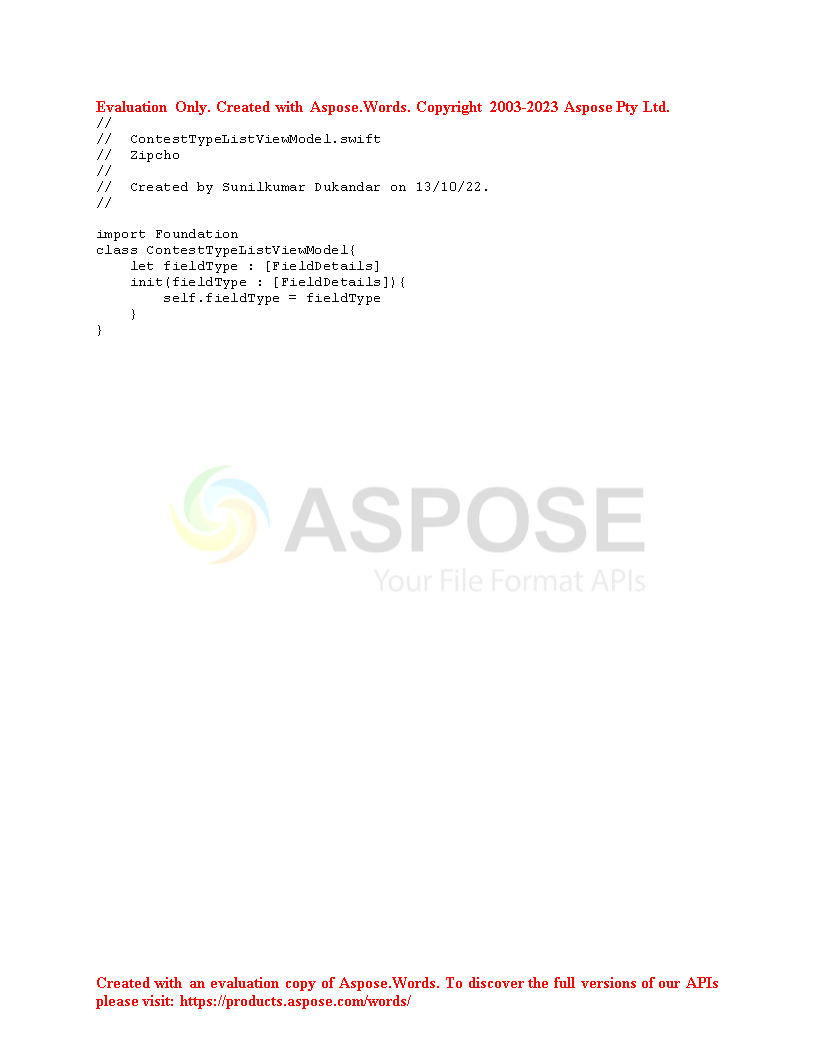 Evaluation Only. Created with Aspose.Words. Copyright 2003-2023 Aspose Pty Ltd.
//
//  ContestTypeListViewModel.swift
//  Zipcho
//
//  Created by Sunilkumar Dukandar on 13/10/22.
//
import Foundation
class ContestTypeListViewModel{
    let fieldType : [FieldDetails]
    init(fieldType : [FieldDetails]){
        self.fieldType = fieldType
    }
}
ASPOSE
Your File Format APIs
Created with an evaluation copy of Aspose.Words. To discover the full versions of our APIs
please visit: https://products.aspose.com/words/